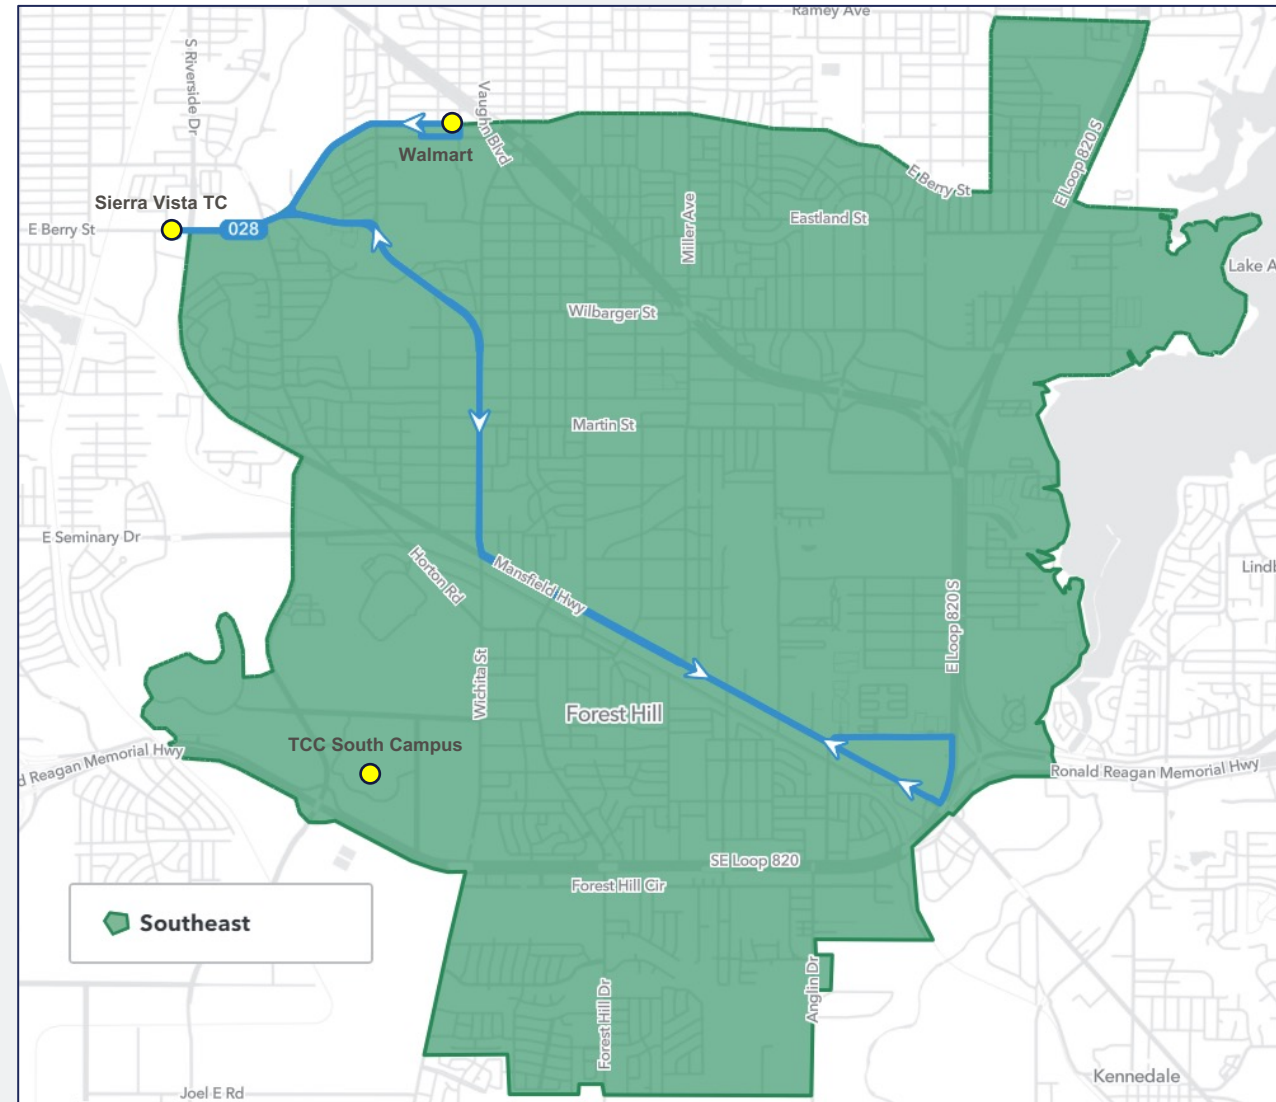 Ramey Ave
S Riverside Dr
Vaughn Blvd
Walmart
E Loop 820 S
E Berry St
Sierra Vista TC
Miller Ave
Eastland St
E Berry St
028
Lake A
Wilbarger St
Martin St
E Seminary Dr
Horton Rd
Mansfield Hwy
Lindb
E Loop 820 S
Wichita St
Forest Hill
TCC South Campus
d Reagan Memorial Hwy
Ronald Reagan Memorial Hwy
SE Loop 820
Forest Hill Cir
Southeast
Forest Hill Dr
Anglin Dr
Kennedale
Joel E Rd